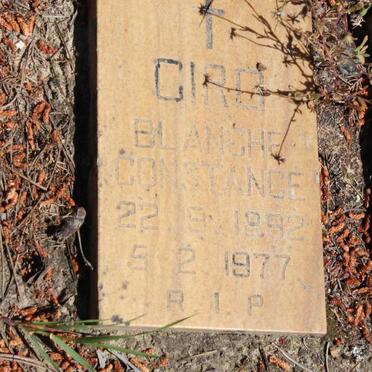 CIRO
BLANCHE
CONSTANCE
22 9 1892
5 2 1977
R I P